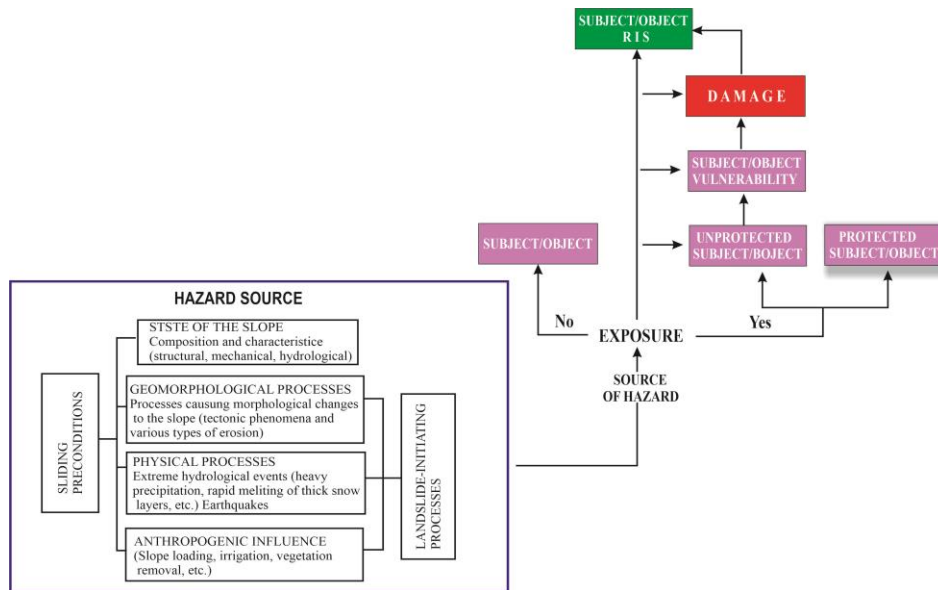 SUBJECT/OBJECT
R I S
D A M A G E
SUBJECT/OBJECT
VULNERABILITY
SUBJECT/OBJECT
UNPROTECTED
SUBJECT/BOJECT
PROTECTED
SUBJECT/OBJECT
No
EXPOSURE
Yes
SOURCE
OF HAZARD
HAZARD SOURCE
SLIDING
PRECONDITIONS
STSTE OF THE SLOPE
Composition and characteristice
(structural, mechanical, hydrological)
GEOMORPHOLOGICAL PROCESSES
Processes causung morphological changes
to the slope (tectonic phenomena and
various types of erosion)
PHYSICAL PROCESSES
Extreme hydrological events (heavy
precipitation, rapid meliting of thick snow
layers, etc.) Earthquakes
ANTHROPOGENIC INFLUENCE
(Slope loading, irrigation, vegetation
removal, etc.)
LANDSLIDE-INITIATING
PROCESSES